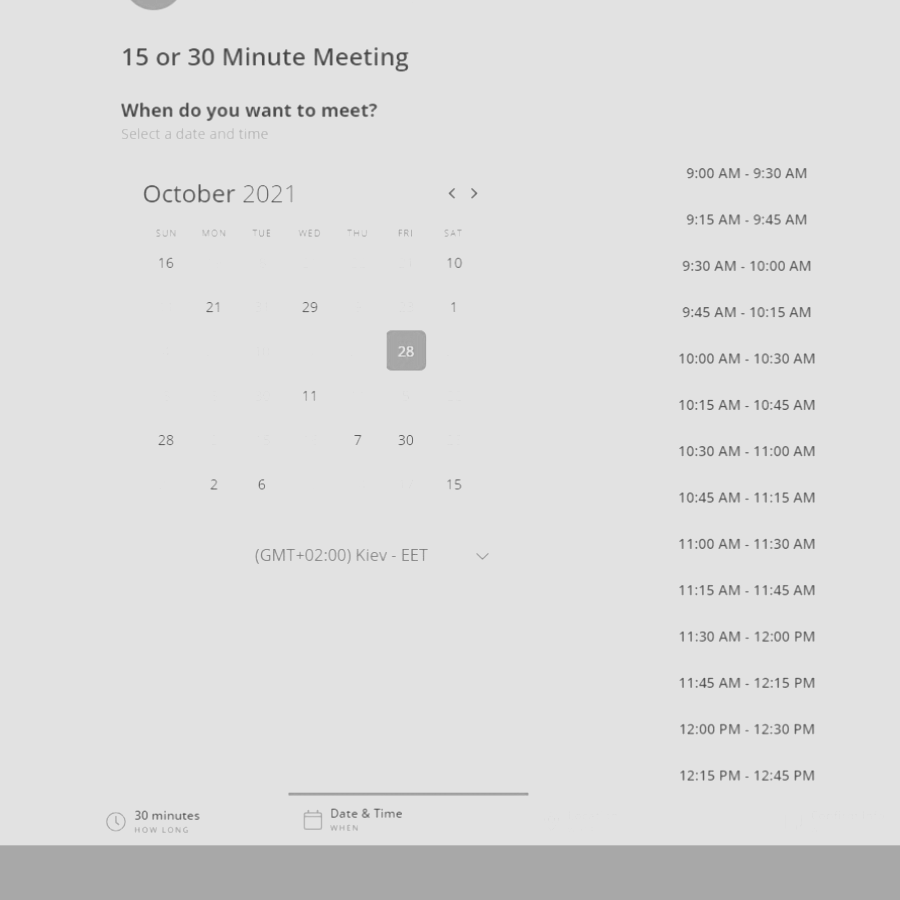 15 or 30 Minute Meeting
When do you want to meet?
Select a date and time
October 2021
SUN MON TUE WED THU FRI SAT
16 10
21 29 1
28
11
28 7 30
2 6 15
(GMT+02:00) Kiev - EET
9:00 AM - 9:30 AM
9:15 AM - 9:45 AM
9:30 AM - 10:00 AM
9:45 AM - 10:15 AM
10:00 AM - 10:30 AM
10:15 AM - 10:45 AM
10:30 AM - 11:00 AM
10:45 AM - 11:15 AM
11:00 AM - 11:30 AM
11:15 AM - 11:45 AM
11:30 AM - 12:00 PM
11:45 AM - 12:15 PM
12:00 PM - 12:30 PM
12:15 PM - 12:45 PM
30 minutes
HOW LONG
Date & Time
WHEN